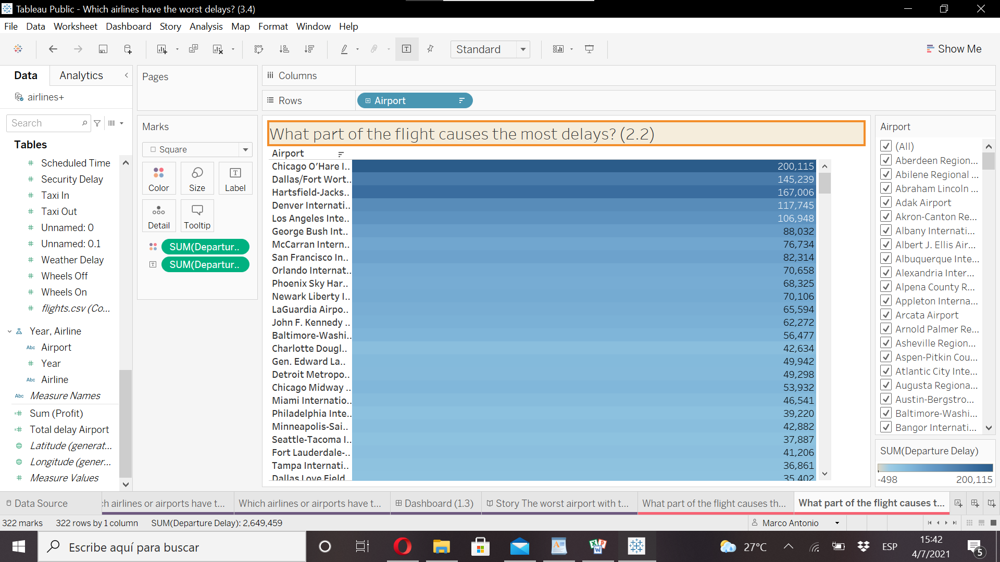 Tableau Public - Which airlines have the worst delays? (3.4)
File Data Worksheet Dashboard Story Analysis Map Format Window Help
Standard
Show Me
Data Analytics
airlines+
Search
Tables
Scheduled Time
Security Delay
Taxi In
Taxi Out
Unnamed: 0
Unnamed: 0.1
Weather Delay
Wheels Off
Wheels On
flights.csv (Co...
Year, Airline
Abc Airport
Year
Abc Airline
Abc Measure Names
Sum (Profit)
Total delay Airport
Latitude (generat...
Longitude (gener...
Measure Values
Pages
Marks
Square
Color Size Label
Detail Tooltip
SUM(Departur..
SUM(Departur..
Columns
Rows Airport
What part of the flight causes the most delays? (2.2)
Airport
Chicago O'Hare I.. 200,115
Dallas/Fort Wort.. 145,239
Hartsfield-Jacks.. 167,006
Denver Internati.. 117,745
Los Angeles Inte.. 106,948
George Bush Int.. 88,032
McCarran Intern.. 76,734
San Francisco In.. 82,314
Orlando Internat.. 70,658
Phoenix Sky Har.. 68,325
Newark Liberty I.. 70,106
LaGuardia Airpo.. 65,594
John F. Kennedy .. 62,272
Baltimore-Washi.. 56,477
Charlotte Dougl.. 42,634
Gen. Edward La.. 49,942
Detroit Metropo.. 49,298
Chicago Midway .. 53,932
Miami Internatio.. 46,541
Philadelphia Inte.. 39,220
Minneapolis-Sai.. 42,882
Seattle-Tacoma I.. 37,887
Fort Lauderdale-.. 41,206
Tampa Internati.. 36,861
Dallas Love Field 35,402
Airport
(All)
Aberdeen Region...
Abilene Regional ...
Abraham Lincoln ...
Adak Airport
Akron-Canton Re...
Albany Internati...
Albert J. Ellis Air...
Albuquerque Inte...
Alexandria Inter...
Alpena County R...
Appleton Interna...
Arcata Airport
Arnold Palmer Re...
Asheville Region...
Aspen-Pitkin Cou...
Atlantic City Inte...
Augusta Regiona...
Austin-Bergstro...
Baltimore-Washi...
Bangor Internati...
SUM(Departure Delay)
-498 200,115
Data Source
ch airlines or airports have t...
Which airlines or airports have t...
Dashboard (1.3)
Story The worst airport with t...
What part of the flight causes th...
What part of the flight causes t...
322 marks 322 rows by 1 column SUM(Departure Delay): 2,649,459
Marco Antonio
Escribe aquí para buscar
27°C
ESP
15:42
4/7/2021
5